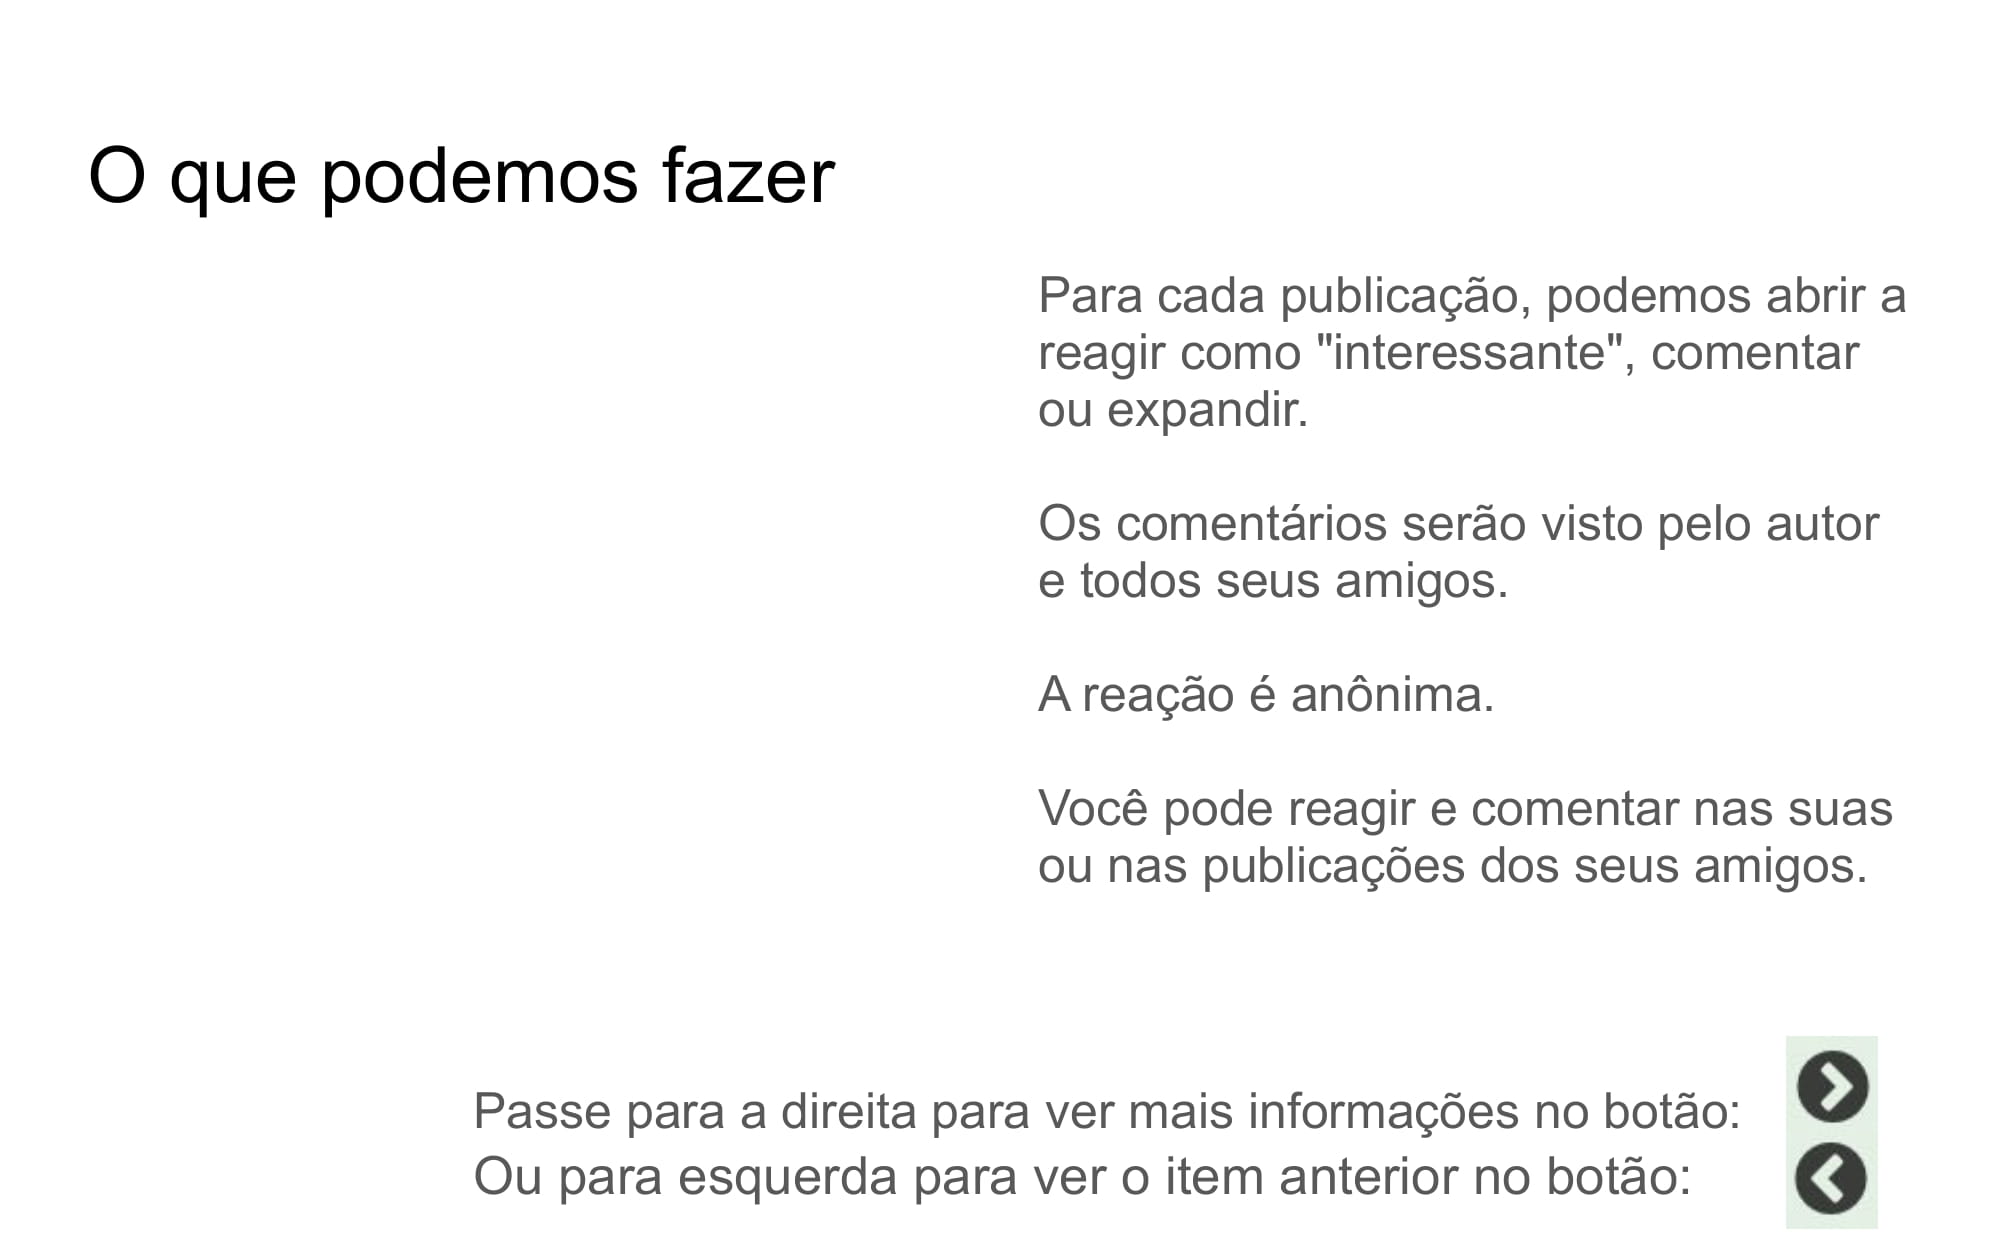 O que podemos fazer
Para cada publicação, podemos abrir a
reagir como "interessante", comentar
ou expandir.
Os comentários serão visto pelo autor
e todos seus amigos.
A reação é anônima.
Você pode reagir e comentar nas suas
ou nas publicações dos seus amigos.
Passe para a direita para ver mais informações no botão:
Ou para esquerda para ver o item anterior no botão: